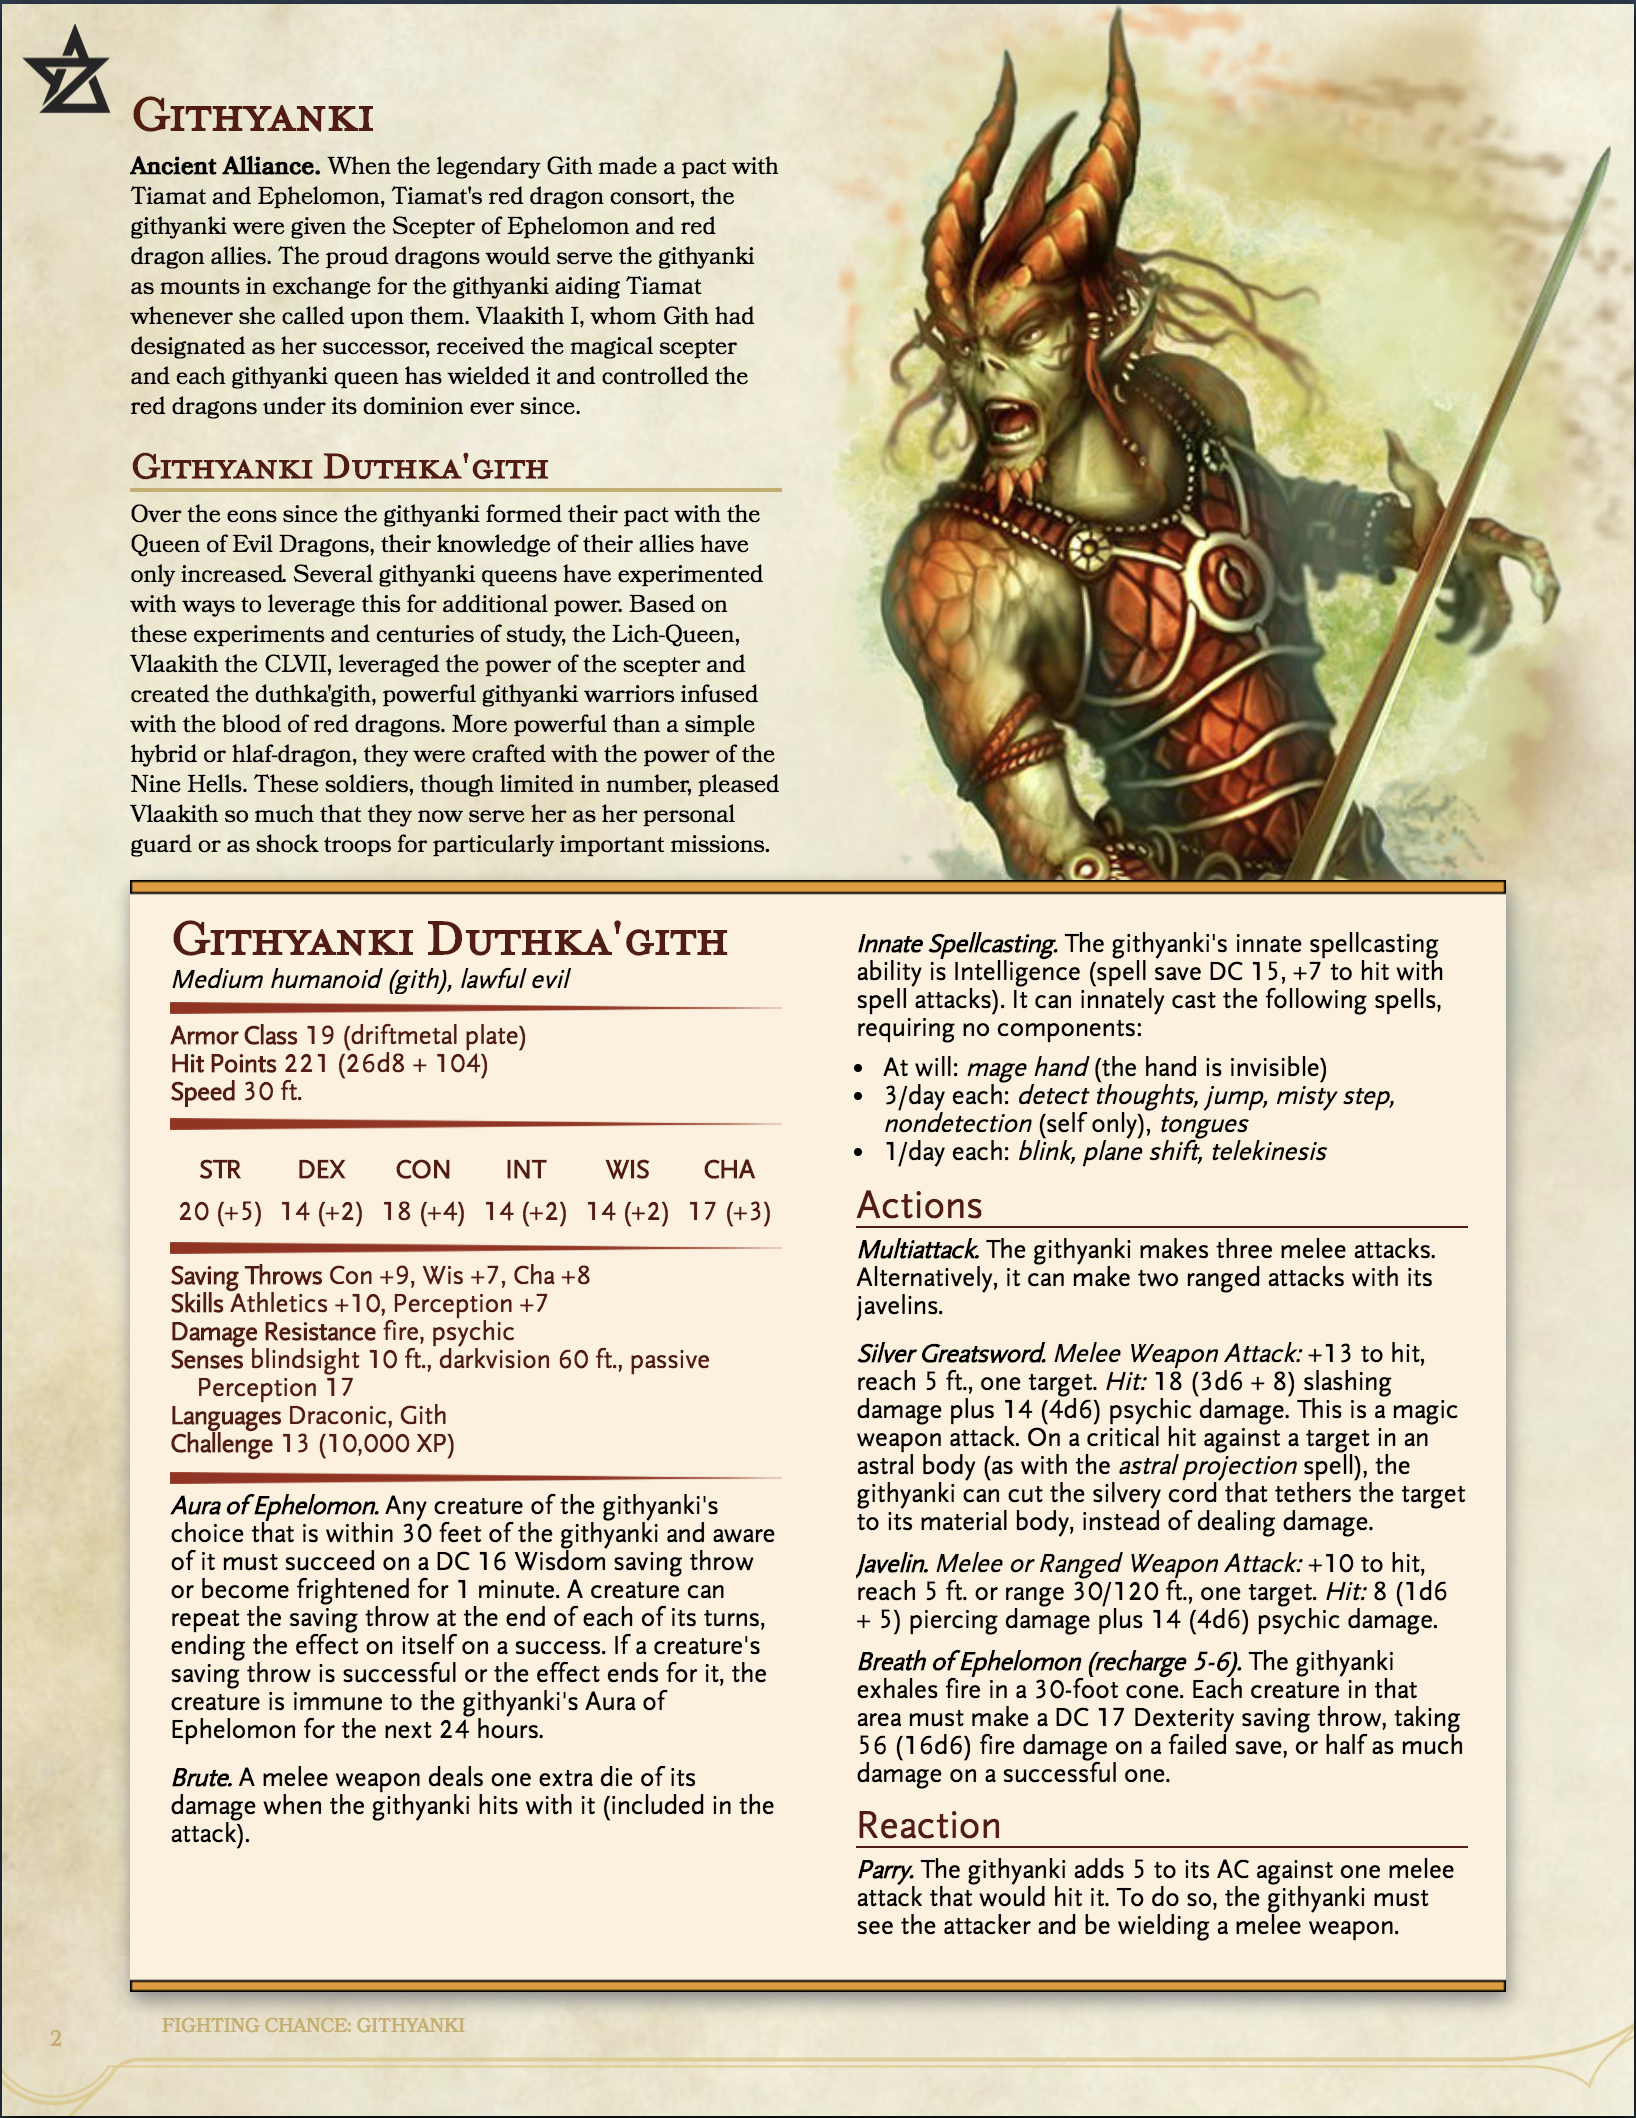 Githyanki
Ancient Alliance. When the legendary Gith made a pact with
Tiamat and Ephelomon, Tiamat's red dragon consort, the
githyanki were given the Scepter of Ephelomon and red
dragon allies. The proud dragons would serve the githyanki
as mounts in exchange for the githyanki aiding Tiamat
whenever she called upon them. Vlaakith I, whom Gith had
designated as her successor, received the magical scepter
and each githyanki queen has wielded it and controlled the
red dragons under its dominion ever since.
Githyanki Duthka'gith
Over the eons since the githyanki formed their pact with the
Queen of Evil Dragons, their knowledge of their allies have
only increased. Several githyanki queens have experimented
with ways to leverage this for additional power. Based on
these experiments and centuries of study, the Lich-Queen,
Vlaakith the CLVII, leveraged the power of the scepter and
created the duthka'gith, powerful githyanki warriors infused
with the blood of red dragons. More powerful than a simple
hybrid or hlaf-dragon, they were crafted with the power of the
Nine Hells. These soldiers, though limited in number, pleased
Vlaakith so much that they now serve her as her personal
guard or as shock troops for particularly important missions.
Githyanki Duthka'gith
Medium humanoid (gith), lawful evil
Armor Class 19 (driftmetal plate)
Hit Points 221 (26d8 + 104)
Speed 30 ft.
STR DEX CON INT WIS CHA
20 (+5) 14 (+2) 18 (+4) 14 (+2) 14 (+2) 17 (+3)
Saving Throws Con +9, Wis +7, Cha +8
Skills Athletics +10, Perception +7
Damage Resistance fire, psychic
Senses blindsight 10 ft., darkvision 60 ft., passive
Perception 17
Languages Draconic, Gith
Challenge 13 (10,000 XP)
Aura of Ephelomon. Any creature of the githyanki's
choice that is within 30 feet of the githyanki and aware
of it must succeed on a DC 16 Wisdom saving throw
or become frightened for 1 minute. A creature can
repeat the saving throw at the end of each of its turns,
ending the effect on itself on a success. If a creature's
saving throw is successful or the effect ends for it, the
creature is immune to the githyanki's Aura of
Ephelomon for the next 24 hours.
Brute. A melee weapon deals one extra die of its
damage when the githyanki hits with it (included in the
attack).
Innate Spellcasting. The githyanki's innate spellcasting
ability is Intelligence (spell save DC 15, +7 to hit with
spell attacks). It can innately cast the following spells,
requiring no components:
• At will: mage hand (the hand is invisible)
• 3/day each: detect thoughts, jump, misty step,
nondetection (self only), tongues
• 1/day each: blink, plane shift, telekinesis
Actions
Multiattack. The githyanki makes three melee attacks.
Alternatively, it can make two ranged attacks with its
javelins.
Silver Greatsword. Melee Weapon Attack: +13 to hit,
reach 5 ft., one target. Hit: 18 (3d6 + 8) slashing
damage plus 14 (4d6) psychic damage. This is a magic
weapon attack. On a critical hit against a target in an
astral body (as with the astral projection spell), the
githyanki can cut the silvery cord that tethers the target
to its material body, instead of dealing damage.
Javelin. Melee or Ranged Weapon Attack: +10 to hit,
reach 5 ft. or range 30/120 ft., one target. Hit: 8 (1d6
+ 5) piercing damage plus 14 (4d6) psychic damage.
Breath of Ephelomon (recharge 5-6). The githyanki
exhales fire in a 30-foot cone. Each creature in that
area must make a DC 17 Dexterity saving throw, taking
56 (16d6) fire damage on a failed save, or half as much
damage on a successful one.
Reaction
Parry. The githyanki adds 5 to its AC against one melee
attack that would hit it. To do so, the githyanki must
see the attacker and be wielding a melee weapon.
2
FIGHTING CHANCE: GITHYANKI